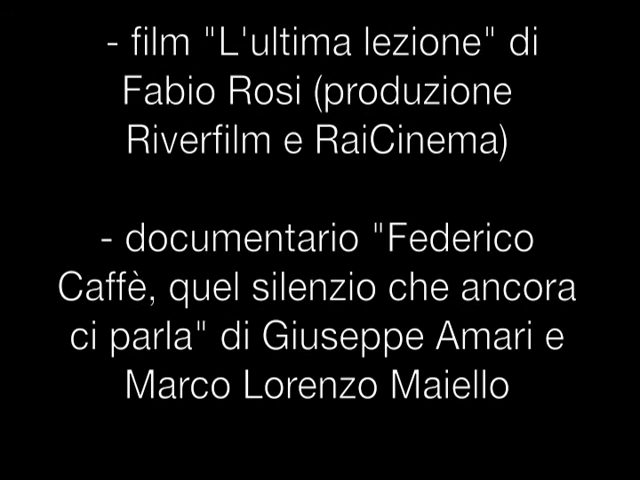 - film "L'ultima lezione" di
Fabio Rosi (produzione
Riverfilm e RaiCinema)
- documentario "Federico
Caffè, quel silenzio che ancora
ci parla" di Giuseppe Amari e
Marco Lorenzo Maiello